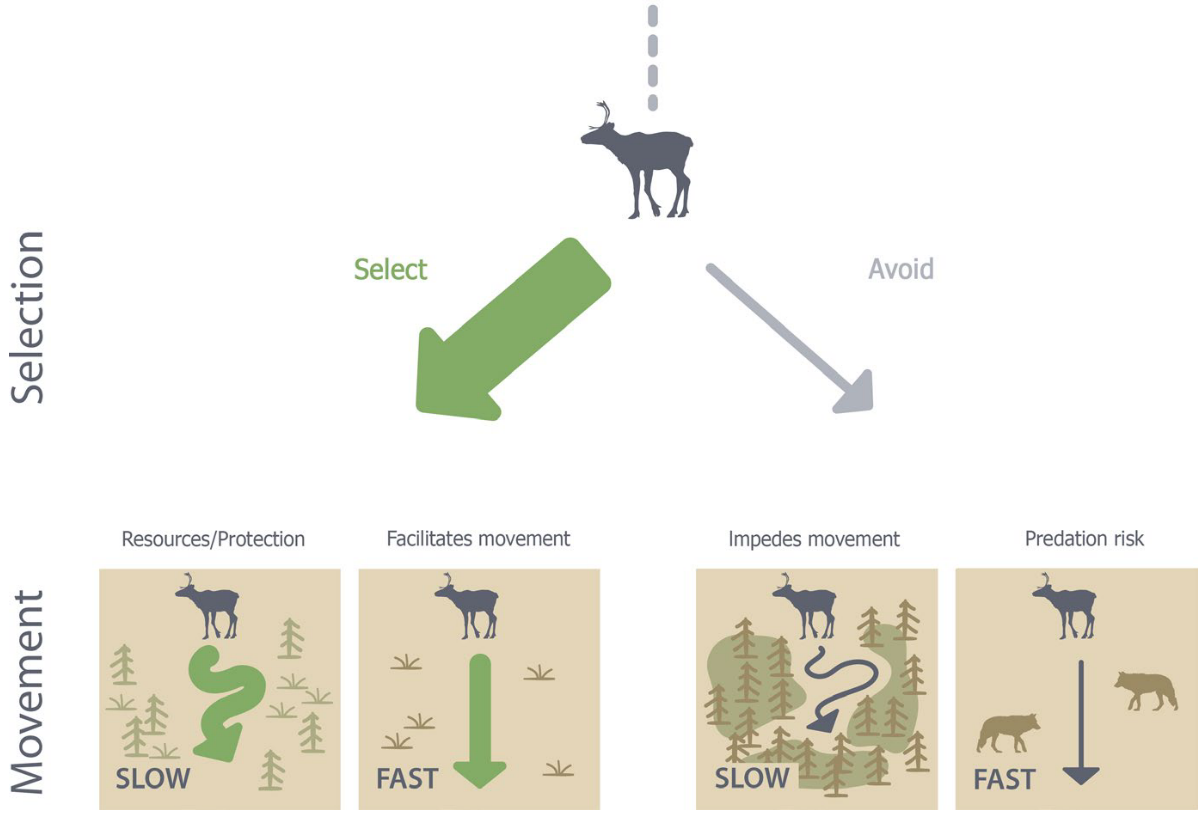 Selection
Select
Avoid
Movement
Resources/Protection
Facilitates movement
Impedes movement
Predation risk
SLOW
FAST
SLOW
FAST